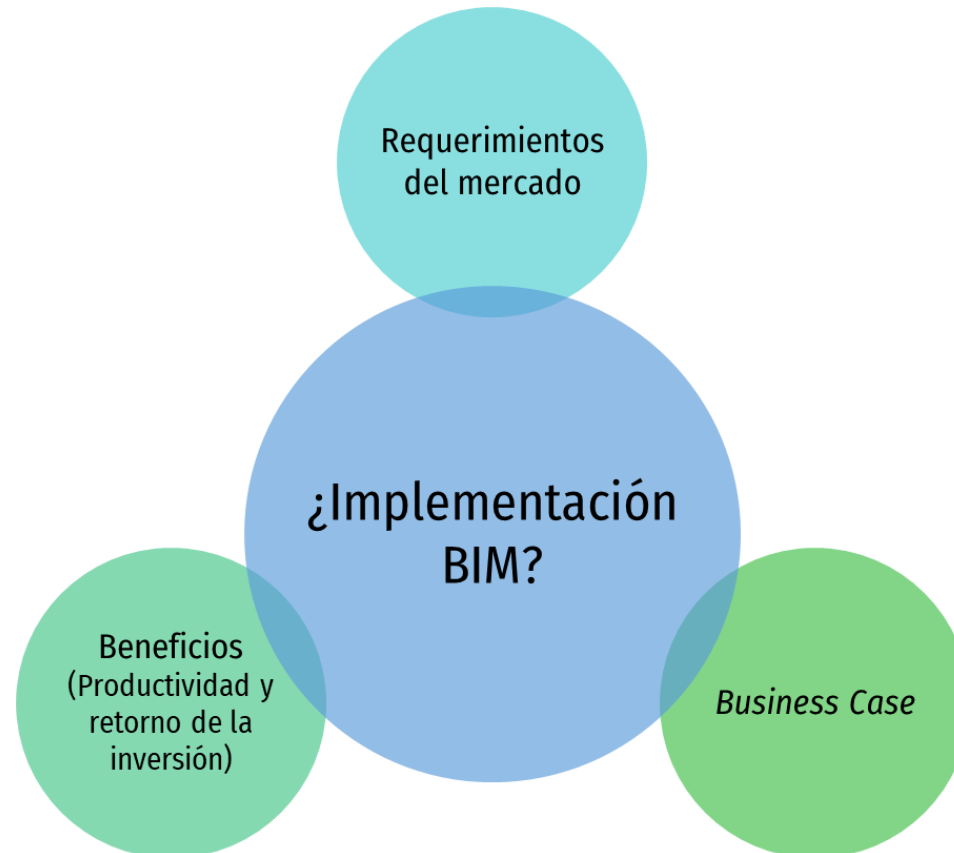 Requerimientos
del mercado
¿Implementación
BIM?
Beneficios
(Productividad y
retorno de la
inversión)
Business Case